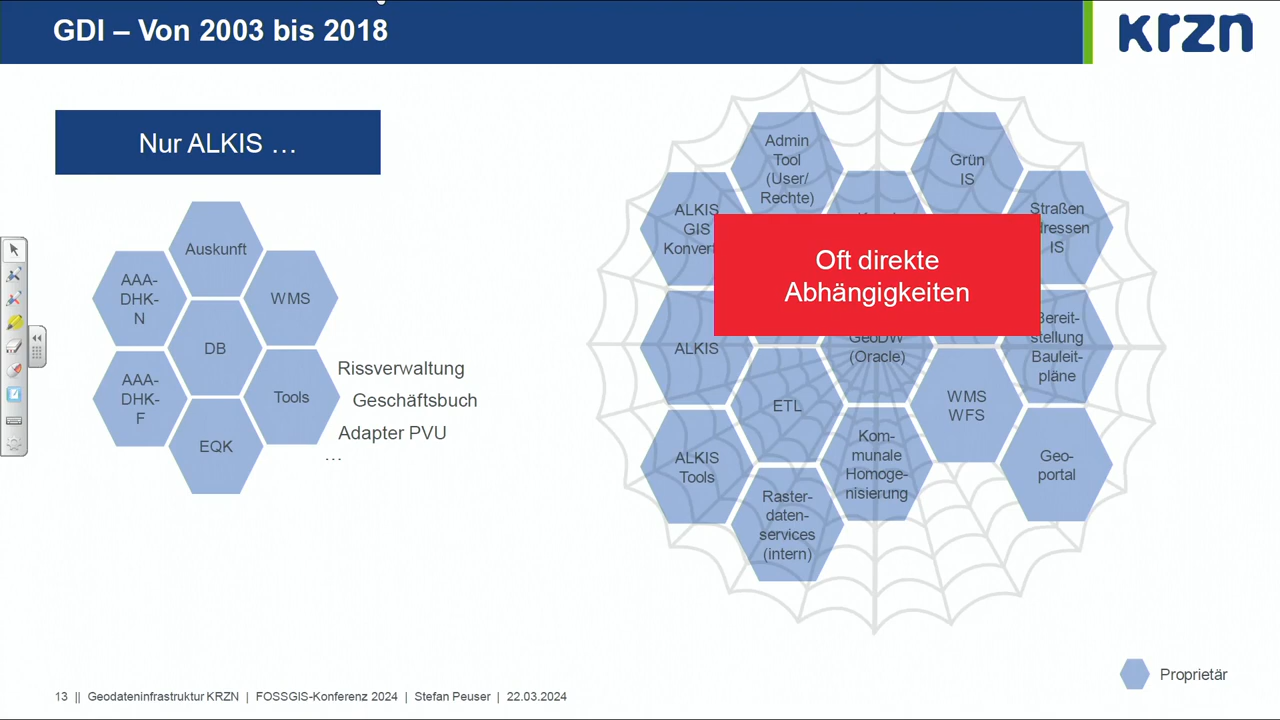 GDI – Von 2003 bis 2018
krzn
Nur ALKIS …
Auskunft
AAA-
DHK-
N
WMS
DB
AAA-
DHK-
F
Tools
EQK
Rissverwaltung
Geschäftsbuch
Adapter PVU
…
Admin
Tool
(User/
Rechte)
Grün
IS
ALKIS
GIS
Straßen
IS
Oft direkte
Abhängigkeiten
ALKIS
GeoDW
(Oracle)
Bereit-
stellung
Bauleit-
pläne
ETL
WMS
WFS
ALKIS
Tools
Kom-
munale
Homoge-
nisierung
Geo-
portal
Raster-
daten-
services
(intern)
Proprietär
13 || Geodateninfrastruktur KRZN | FOSSGIS-Konferenz 2024 | Stefan Peuser | 22.03.2024